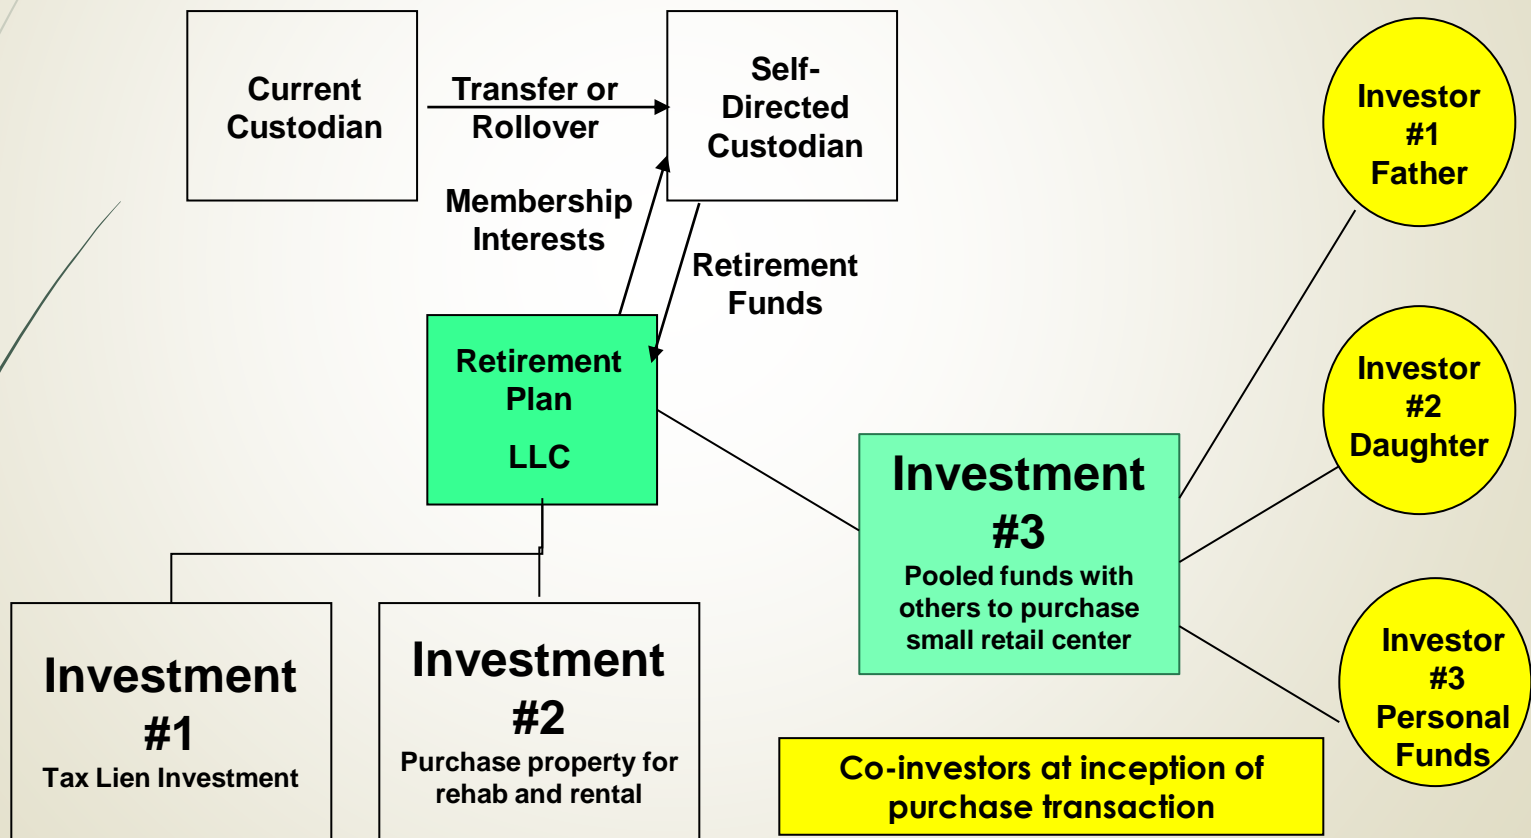 Current
Custodian
Transfer or
Rollover
Self-
Directed
Custodian
Membership
Interests
Retirement
Funds
Retirement
Plan
LLC
Investment
#1
Tax Lien Investment
Investment
#2
Purchase property for
rehab and rental
Investment
#3
Pooled funds with
others to purchase
small retail center
Investor
#1
Father
Investor
#2
Daughter
Investor
#3
Personal
Funds
Co-investors at inception of
purchase transaction